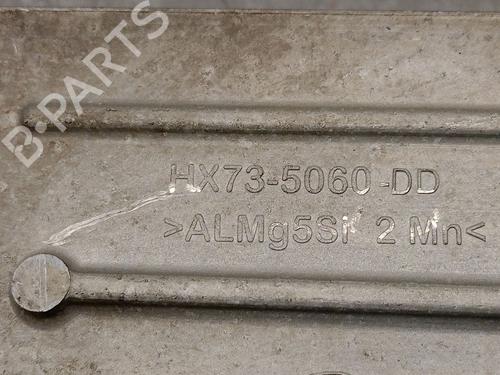 B-PARTS
HX73-5060-DD
>ALMg5Si 2 Mn<